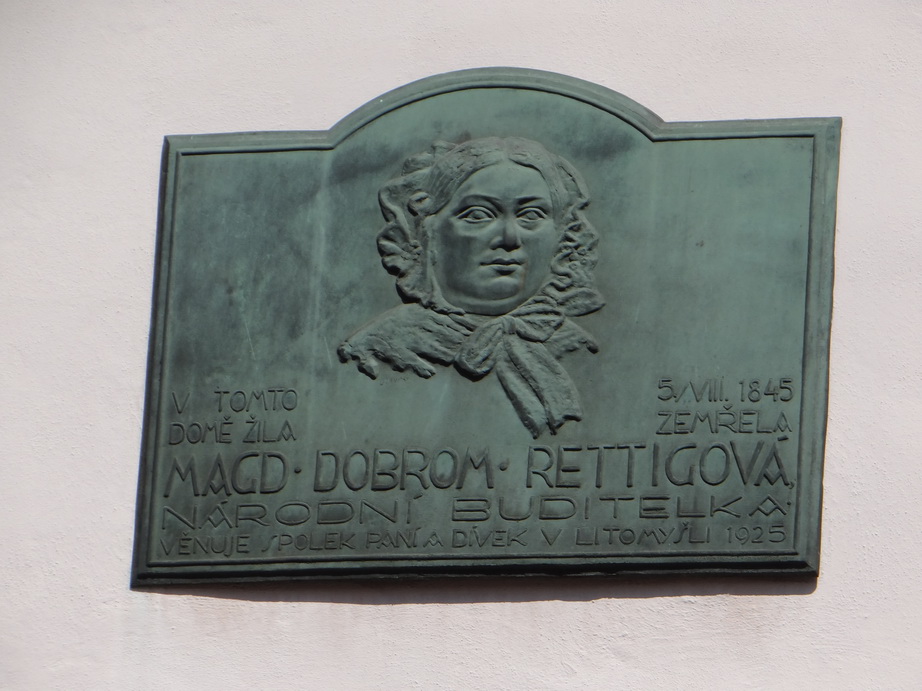 V TOMTO
DOMĚ ŽILA
5./VIII. 1845
ZEMŘELA
MAGD · DOBROM · RETTIGOVÁ,
NÁRODNÍ BUDITELKA ·
VĚNUJE SPOLEK PANÍ A DÍVEK V LITOMYŠLI 1925